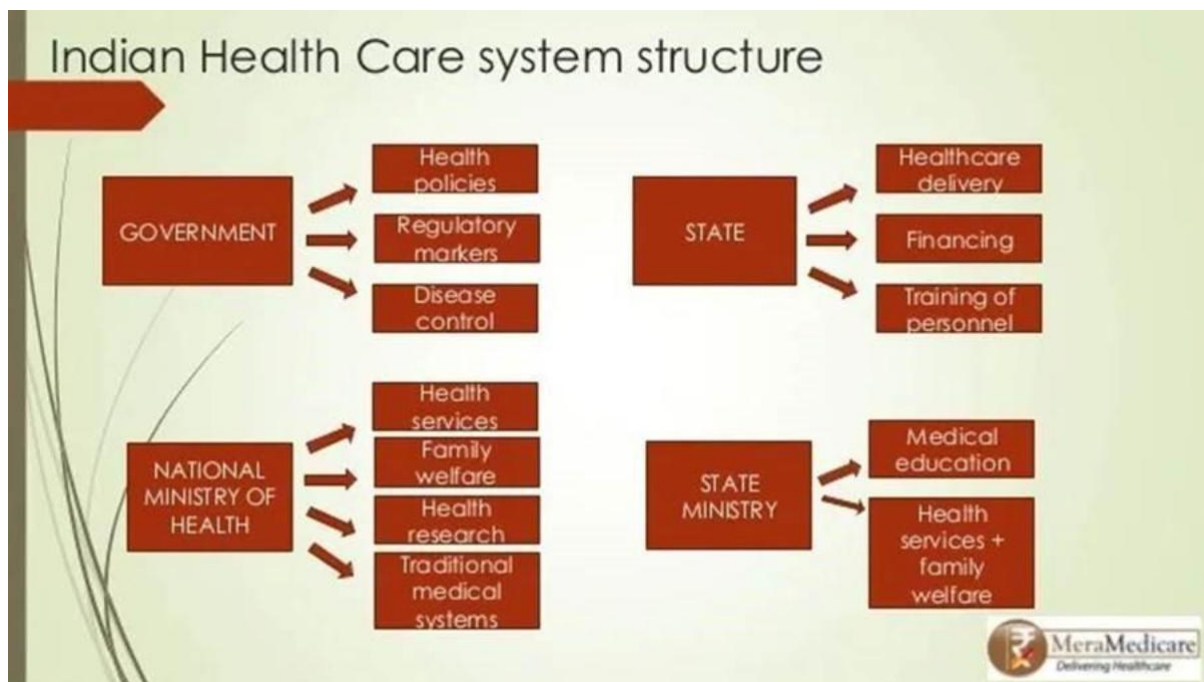 Indian Health Care system structure
GOVERNMENT
Health
policies
Regulatory
markers
Disease
control
STATE
Healthcare
delivery
Financing
Training of
personnel
NATIONAL
MINISTRY OF
HEALTH
Health
services
Family
welfare
Health
research
Traditional
medical
systems
STATE
MINISTRY
Medical
education
Health
services +
family
welfare
MeraMedicare
Delivering Healthcare